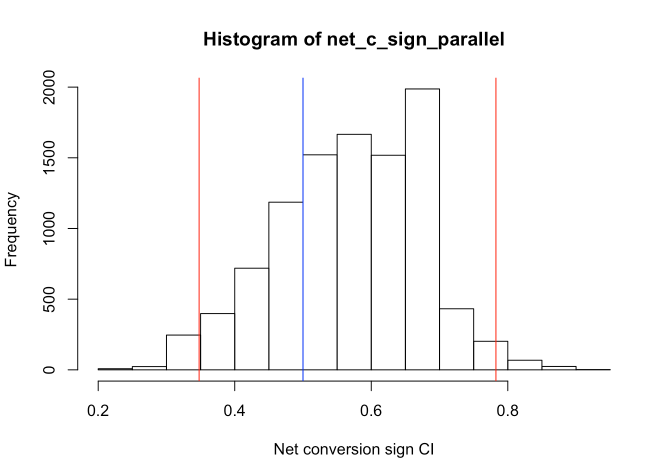 Histogram of net_c_sign_parallel
Frequency
2000
1500
1000
500
0
0.2 0.4 0.6 0.8
Net conversion sign CI